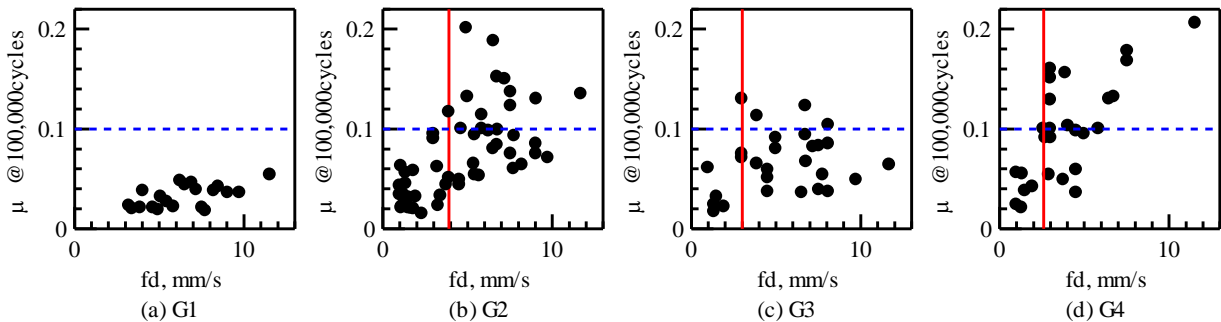 0.2
0.1
0
μ @100,000cycles
0
10
fd, mm/s
(a) G1
0.2
0.1
0
μ @100,000cycles
0
10
fd, mm/s
(b) G2
0.2
0.1
0
μ @100,000cycles
0
10
fd, mm/s
(c) G3
0.2
0.1
0
μ @100,000cycles
0
10
fd, mm/s
(d) G4